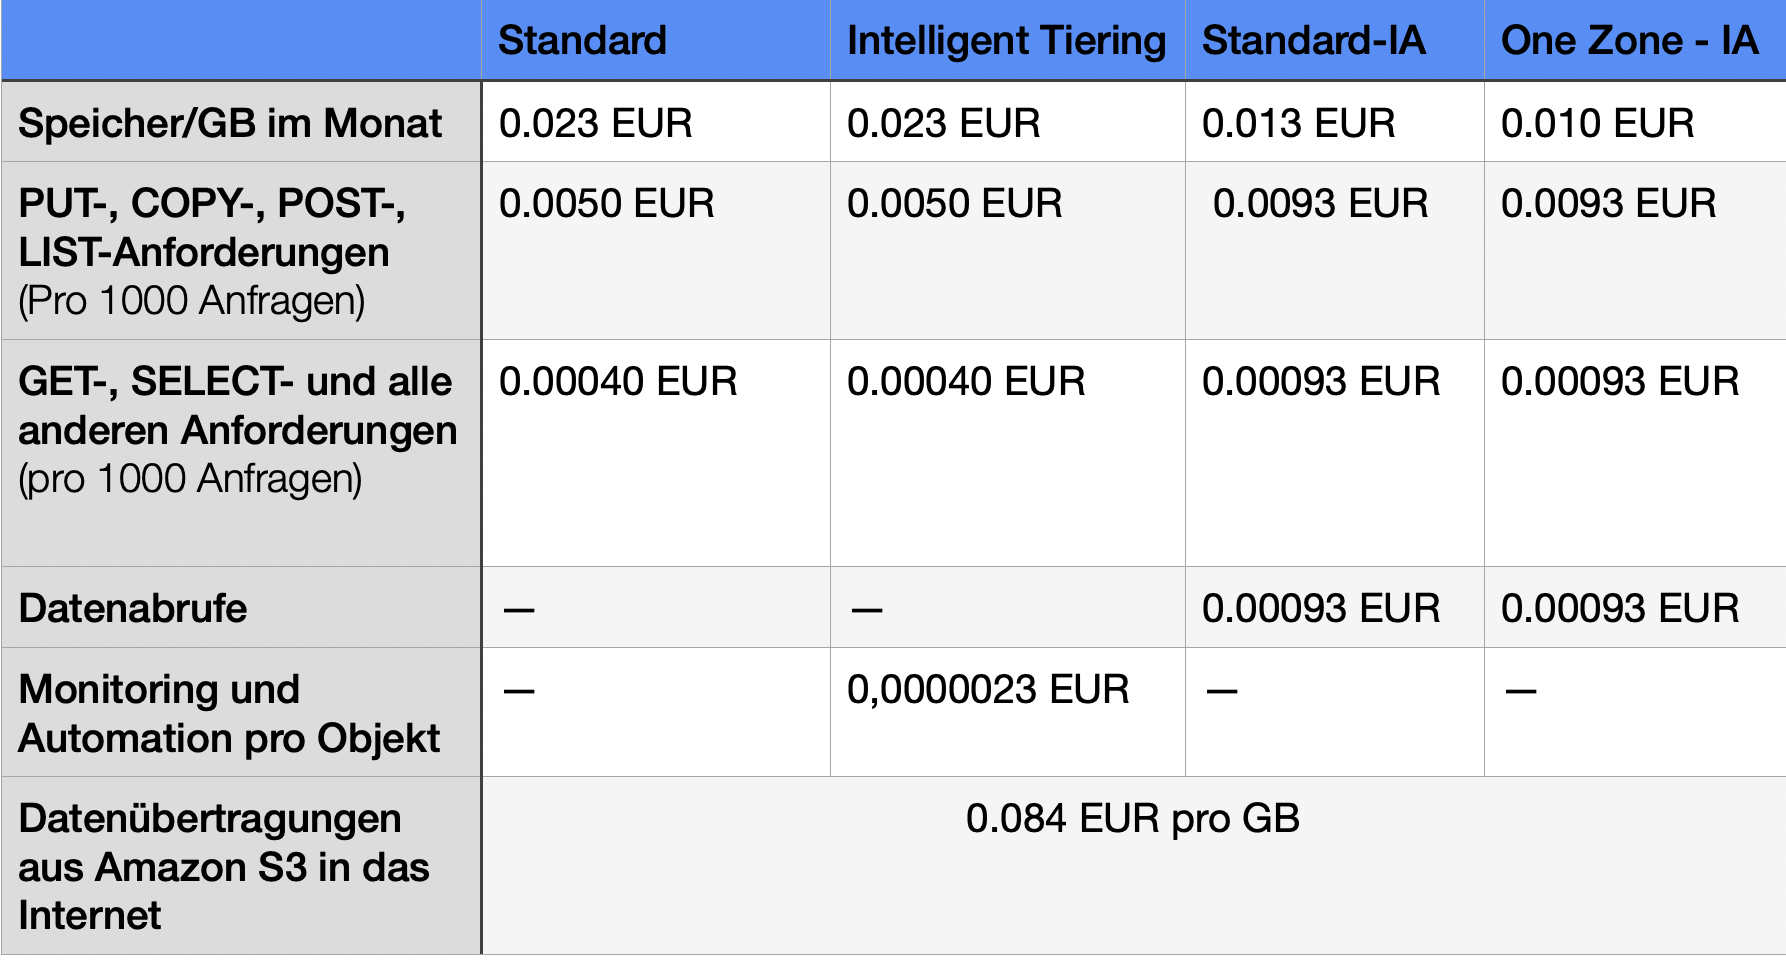 Standard Intelligent Tiering Standard-IA One Zone - IA
Speicher/GB im Monat 0.023 EUR 0.023 EUR 0.013 EUR 0.010 EUR
PUT-, COPY-, POST-, 0.0050 EUR 0.0050 EUR 0.0093 EUR 0.0093 EUR
LIST-Anforderungen
(Pro 1000 Anfragen)
GET-, SELECT- und alle 0.00040 EUR 0.00040 EUR 0.00093 EUR 0.00093 EUR
anderen Anforderungen
(pro 1000 Anfragen)
Datenabrufe — — 0.00093 EUR 0.00093 EUR
Monitoring und — 0,0000023 EUR — —
Automation pro Objekt
Datenübertragungen 0.084 EUR pro GB
aus Amazon S3 in das
Internet